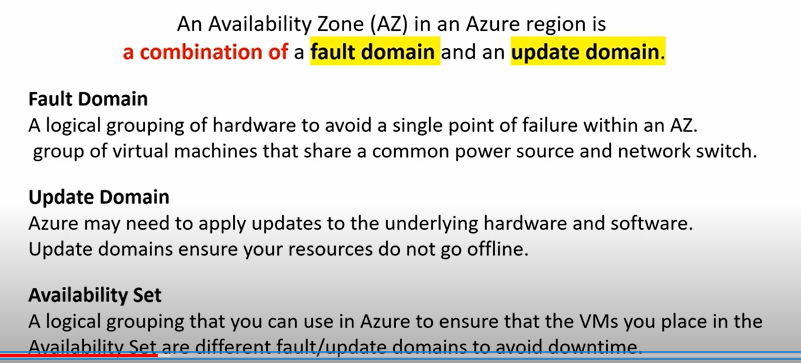 An Availability Zone (AZ) in an Azure region is
a combination of a fault domain and an update domain.
Fault Domain
A logical grouping of hardware to avoid a single point of failure within an AZ.
group of virtual machines that share a common power source and network switch.
Update Domain
Azure may need to apply updates to the underlying hardware and software.
Update domains ensure your resources do not go offline.
Availability Set
A logical grouping that you can use in Azure to ensure that the VMs you place in the
Availability Set are different fault/update domains to avoid downtime.